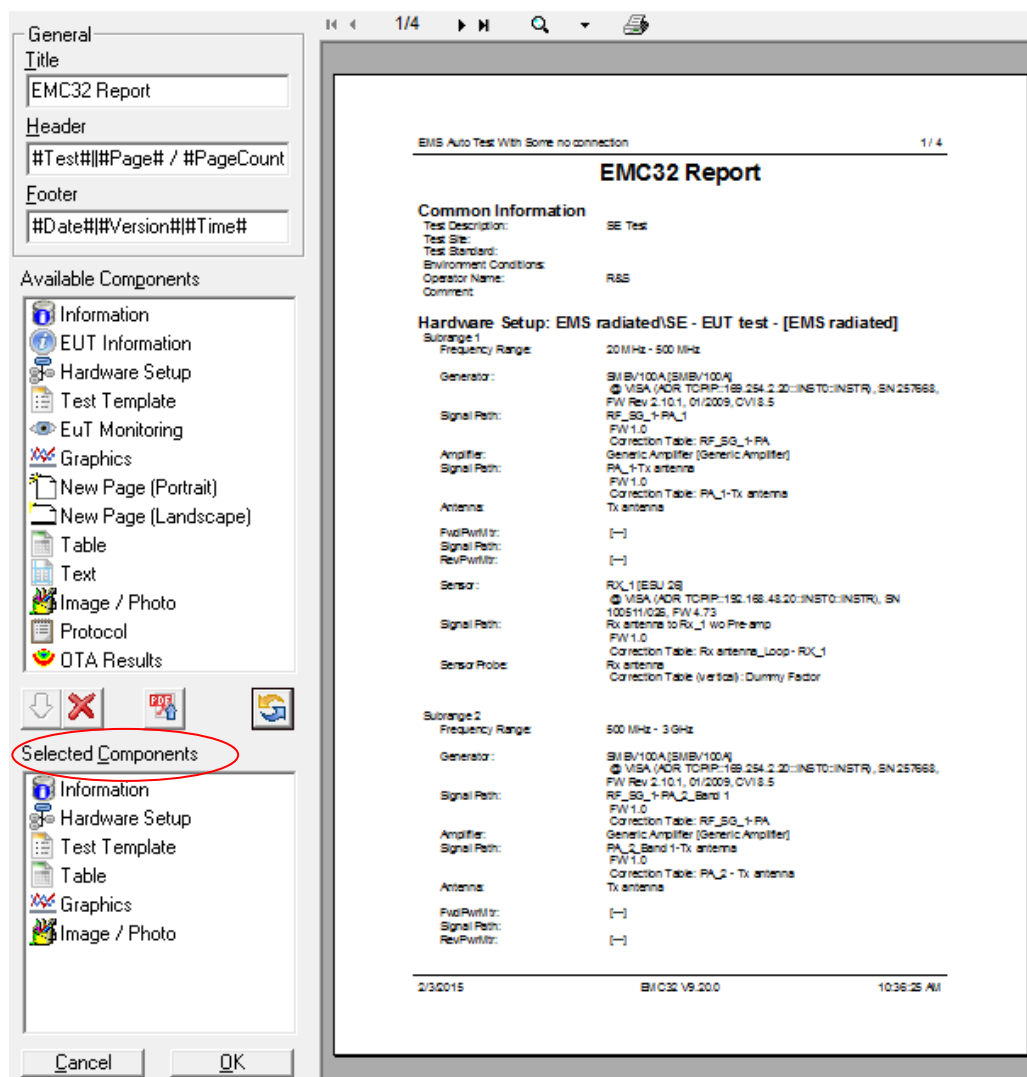 General
Title
EMC32 Report
Header
#Test#||#Page# / #PageCount
Footer
#Date#|#Version#|#Time#
Available Components
Information
EUT Information
Hardware Setup
Test Template
EuT Monitoring
Graphics
New Page (Portrait)
New Page (Landscape)
Table
Text
Image / Photo
Protocol
OTA Results
PDF
Selected Components
Information
Hardware Setup
Test Template
Table
Graphics
Image / Photo
Cancel OK
1/4
EMS Auto Test With Some no connection 1 / 4
EMC32 Report
Common Information
Test Description: SE Test
Test Site:
Test Standard:
Environment Conditions:
Operator Name: R&S
Comment:
Hardware Setup: EMS radiated\SE - EUT test - [EMS radiated]
Subrange 1
Frequency Range: 20 MHz - 500 MHz
Generator: SMBV100A [SMBV100A]
@ VISA (ADR TCPIP::169.254.2.20::INST0::INSTR), SN 257668,
FW Rev 2.10.1, 01/2009, CVI 8.5
Signal Path: RF_SG_1-PA_1
FW 1.0
Correction Table: RF_SG_1-PA
Amplifier: Generic Amplifier [Generic Amplifier]
Signal Path: PA_1-Tx antenna
FW 1.0
Correction Table: PA_1-Tx antenna
Antenna: Tx antenna
FwdPwrMtr: [---]
Signal Path:
RevPwrMtr: [---]
Sensor: RX_1 [ESU 26]
@ VISA (ADR TCPIP::192.168.48.20::INST0::INSTR), SN
100511/026, FW 4.73
Signal Path: Rx antenna to Rx_1 wo Pre-amp
FW 1.0
Correction Table: Rx antenna_Loop - RX_1
Sensor Probe: Rx antenna
Correction Table (vertical): Dummy Factor
Subrange 2
Frequency Range: 500 MHz - 3 GHz
Generator: SMBV100A [SMBV100A]
@ VISA (ADR TCPIP::169.254.2.20::INST0::INSTR), SN 257668,
FW Rev 2.10.1, 01/2009, CVI 8.5
Signal Path: RF_SG_1-PA_2_Band 1
FW 1.0
Correction Table: RF_SG_1-PA
Amplifier: Generic Amplifier [Generic Amplifier]
Signal Path: PA_2_Band 1-Tx antenna
FW 1.0
Correction Table: PA_2 - Tx antenna
Antenna: Tx antenna
FwdPwrMtr: [---]
Signal Path:
RevPwrMtr: [---]
2/3/2015 EMC32 V9.20.0 10:36:25 AM